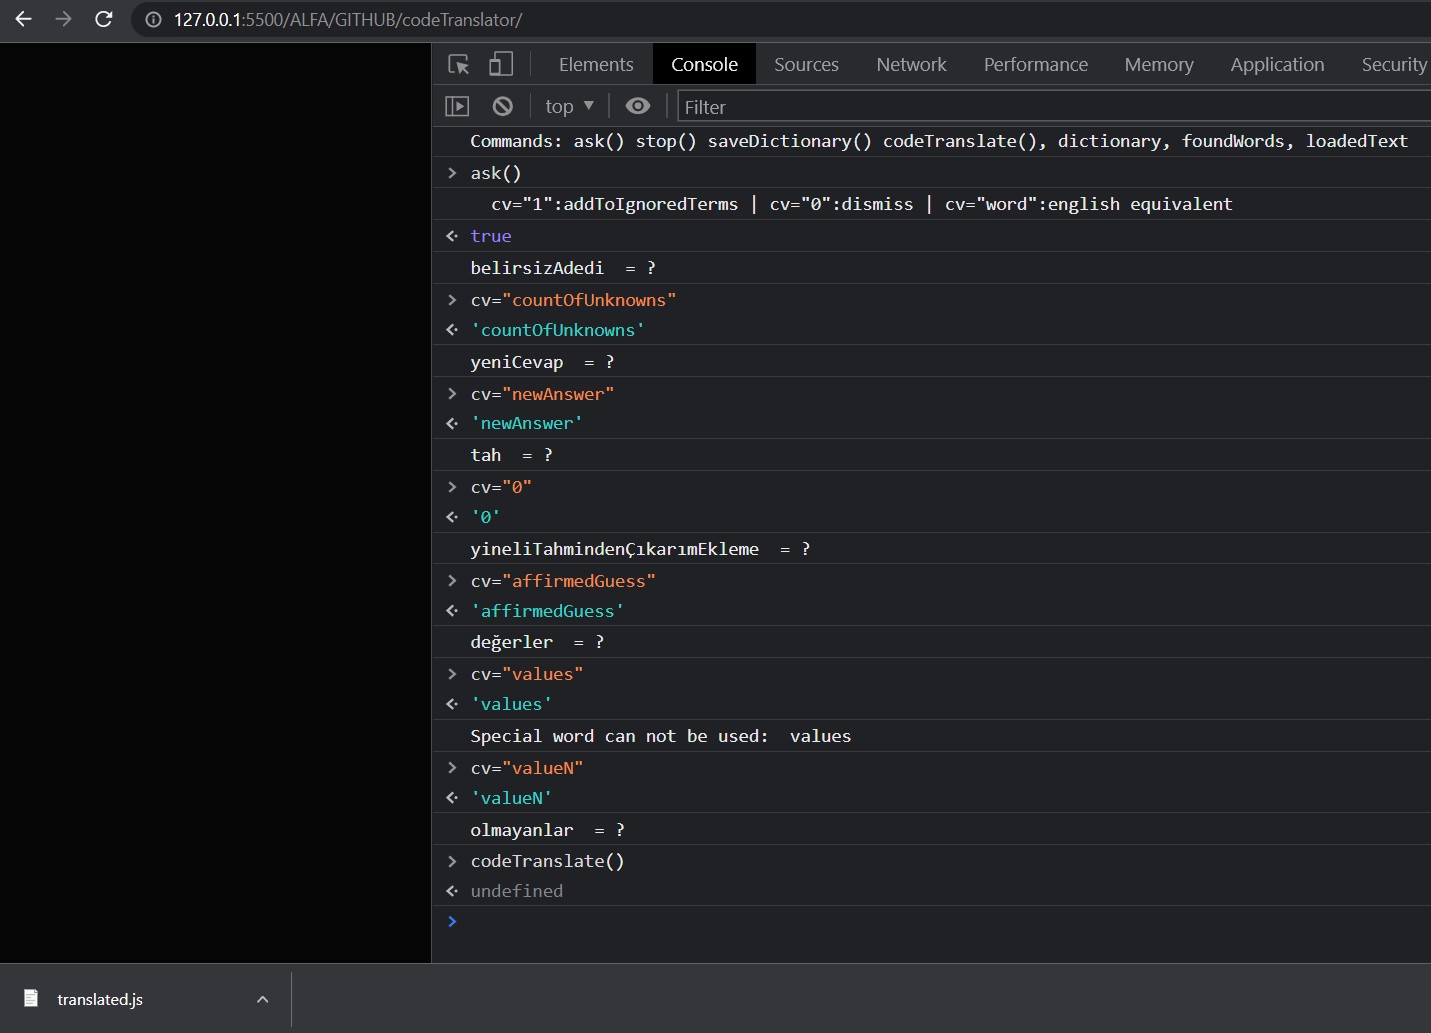 127.0.0.1:5500/ALFA/GITHUB/codeTranslator/
Elements Console Sources Network Performance Memory Application Security
top Filter
Commands: ask() stop() saveDictionary() codeTranslate(), dictionary, foundWords, loadedText
ask()
cv="1":addToIgnoredTerms | cv="0":dismiss | cv="word":english equivalent
true
belirsizAdedi = ?
cv="countOfUnknowns"
'countOfUnknowns'
yeniCevap = ?
cv="newAnswer"
'newAnswer'
tah = ?
cv="0"
'0'
yineliTahmindenÇıkarımEkleme = ?
cv="affirmedGuess"
'affirmedGuess'
değerler = ?
cv="values"
'values'
Special word can not be used: values
cv="valueN"
'valueN'
olmayanlar = ?
codeTranslate()
undefined
translated.js